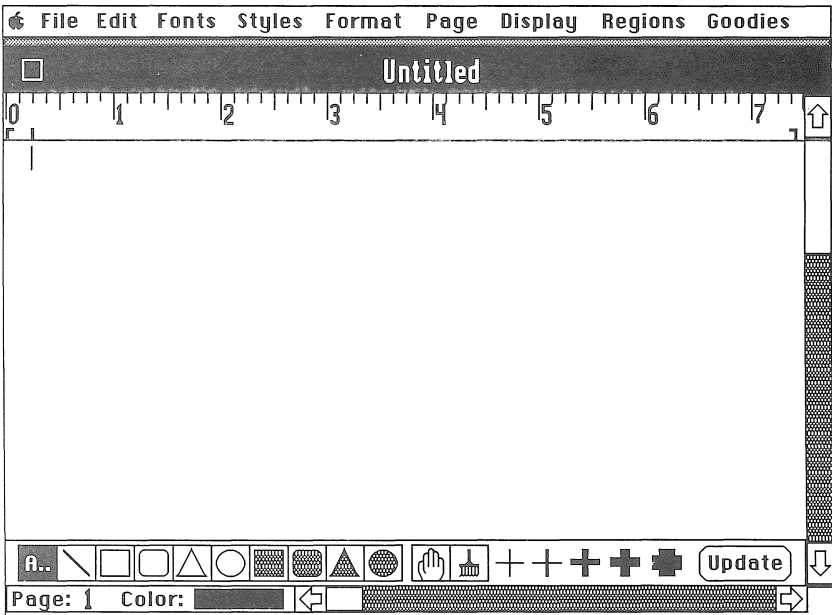 File Edit Fonts Styles Format Page Display Regions Goodies
Untitled
0 1 2 3 4 5 6 7
A..
Update
Page: 1 Color: